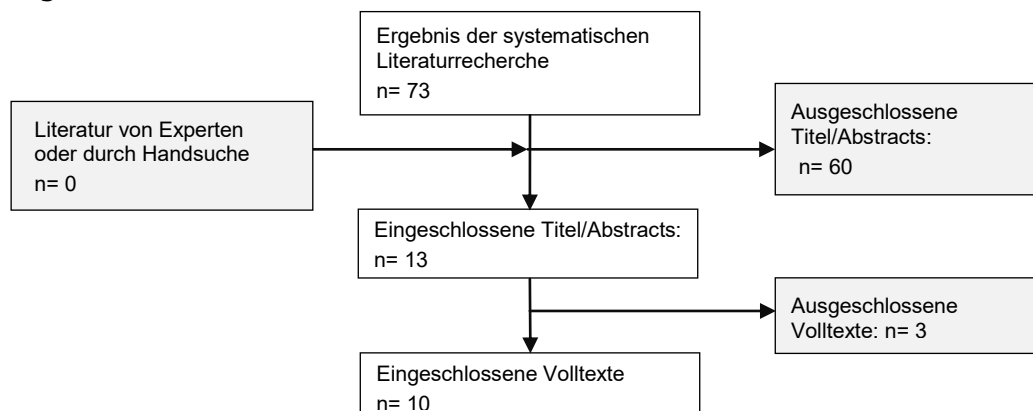 Ergebnis der systematischen
Literaturrecherche
n= 73
Literatur von Experten
oder durch Handsuche
n= 0
Ausgeschlossene
Titel/Abstracts:
n= 60
Eingeschlossene Titel/Abstracts:
n= 13
Ausgeschlossene
Volltexte: n= 3
Eingeschlossene Volltexte
n= 10